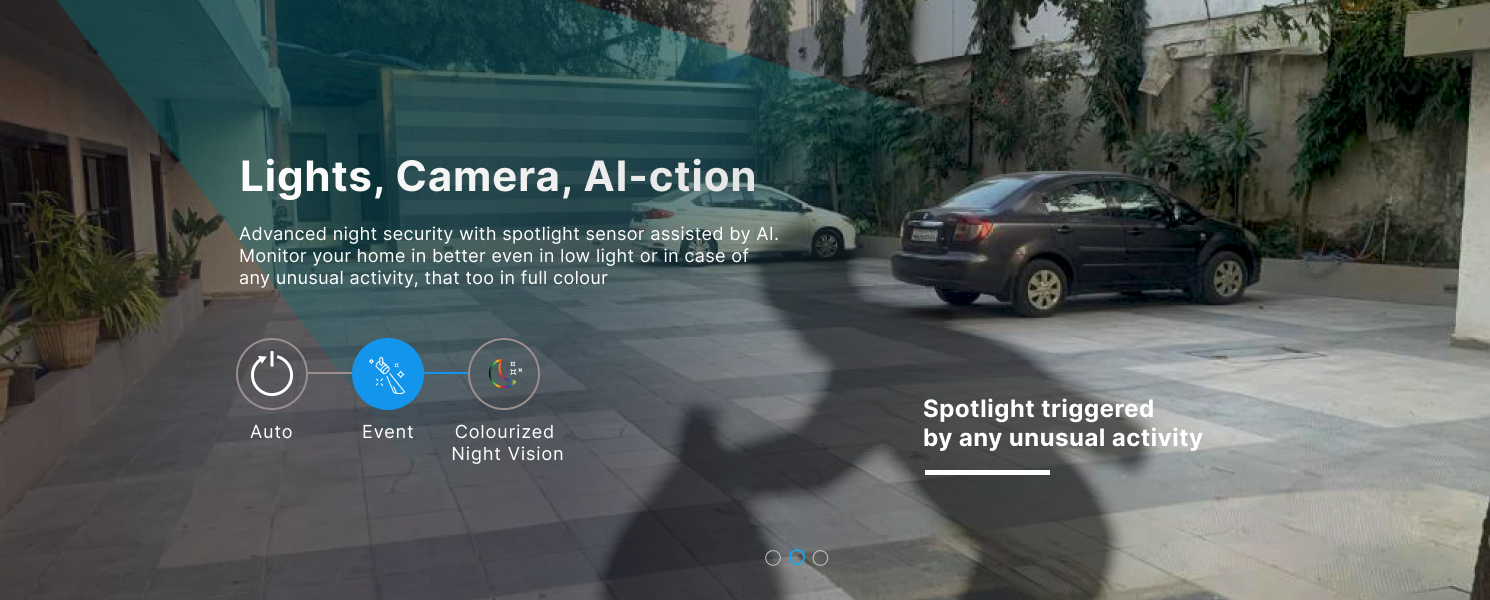 Lights, Camera, AI-ction
Advanced night security with spotlight sensor assisted by AI.
Monitor your home in better even in low light or in case of
any unusual activity, that too in full colour
Auto
Event
Colourized
Night Vision
Spotlight triggered
by any unusual activity